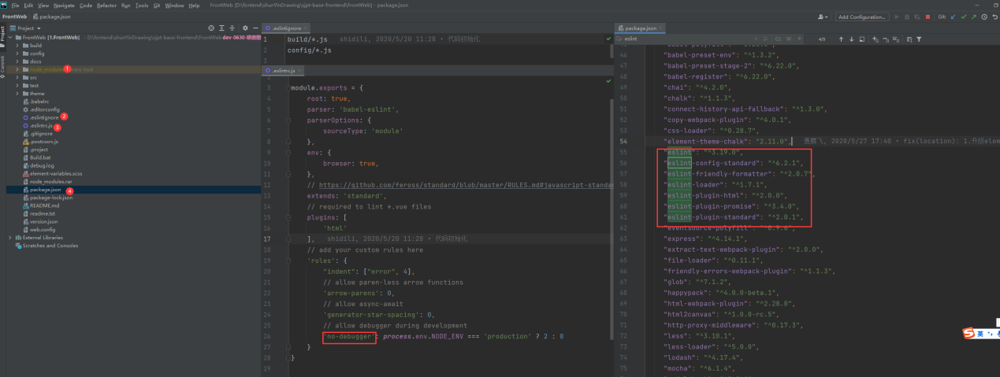 File Edit View Navigate Code Refactor Run Tools Git Window Help FrontWeb - package.json
FrontWeb package.json
Add Configuration...
Git:
Project
Commit
Project
FrontWeb [1.FrontWeb] D:\fontend\shunYinDrawing\sjpt-base-frontend\FrontWeb dev-0630
build
config
docs
node_modules library root
1
src
test
theme
.babelrc
.editorconfig
.eslintignore
2
.eslintrc.js
3
.gitignore
.postcssrc.js
.project
Build.bat
debug.log
element-variables.scss
node_modules.rar
package.json
4
package-lock.json
README.md
readme.txt
version.json
web.config
External Libraries
Scratches and Consoles
.eslintignore
1 build/*.js shidili, 2020/5/20 11:28 • 代码初始化
2 config/*.js
3
.eslintrc.js
2
3 module.exports = {
4 root: true,
5 parser: 'babel-eslint',
6 parserOptions: {
7 sourceType: 'module'
8 },
9 env: {
10 browser: true,
11 },
12 // https://github.com/feross/standard/blob/master/RULES.md#javascript-standar
13 extends: 'standard',
14 // required to lint *.vue files
15 plugins: [
16 'html'
17 ], shidili, 2020/5/20 11:28 • 代码初始化
18 // add your custom rules here
19 'rules': {
20 "indent": ["error", 4],
21 // allow paren-less arrow functions
22 'arrow-parens': 0,
23 // allow async-await
24 'generator-star-spacing': 0,
25 // allow debugger during development
26 'no-debugger': process.env.NODE_ENV === 'production' ? 2 : 0
27 }
28 }
29
package.json
eslint
Cc W
4/9
46 "babel-preset-env": "^1.3.2",
47 "babel-preset-stage-2": "^6.22.0",
48 "babel-register": "^6.22.0",
49 "chai": "^4.2.0",
50 "chalk": "^1.1.3",
51 "connect-history-api-fallback": "^1.3.0",
52 "copy-webpack-plugin": "^4.0.1",
53 "css-loader": "^0.28.7",
54 "element-theme-chalk": "2.11.0", 2020/5/27 17:40 • fix(location): 1.升级elem
55 "eslint": "^3.19.0",
56 "eslint-config-standard": "^6.2.1",
57 "eslint-friendly-formatter": "^2.0.7",
58 "eslint-loader": "^1.7.1",
59 "eslint-plugin-html": "^2.0.0",
60 "eslint-plugin-promise": "^3.4.0",
61 "eslint-plugin-standard": "^2.0.1",
62 "eventsource-polyfill": "^0.9.6",
63 "express": "^4.14.1",
64 "extract-text-webpack-plugin": "^2.0.0",
65 "file-loader": "^0.11.1",
66 "friendly-errors-webpack-plugin": "^1.1.3",
67 "glob": "^7.1.2",
68 "happypack": "^4.0.0-beta.1",
69 "html-webpack-plugin": "^2.28.0",
70 "html2canvas": "^1.0.0-rc.5",
71 "http-proxy-middleware": "^0.17.3",
72 "less": "^3.10.1",
73 "less-loader": "^5.0.0",
74 "lodash": "^4.17.4",
75 "mocha": "^6.1.4",
英